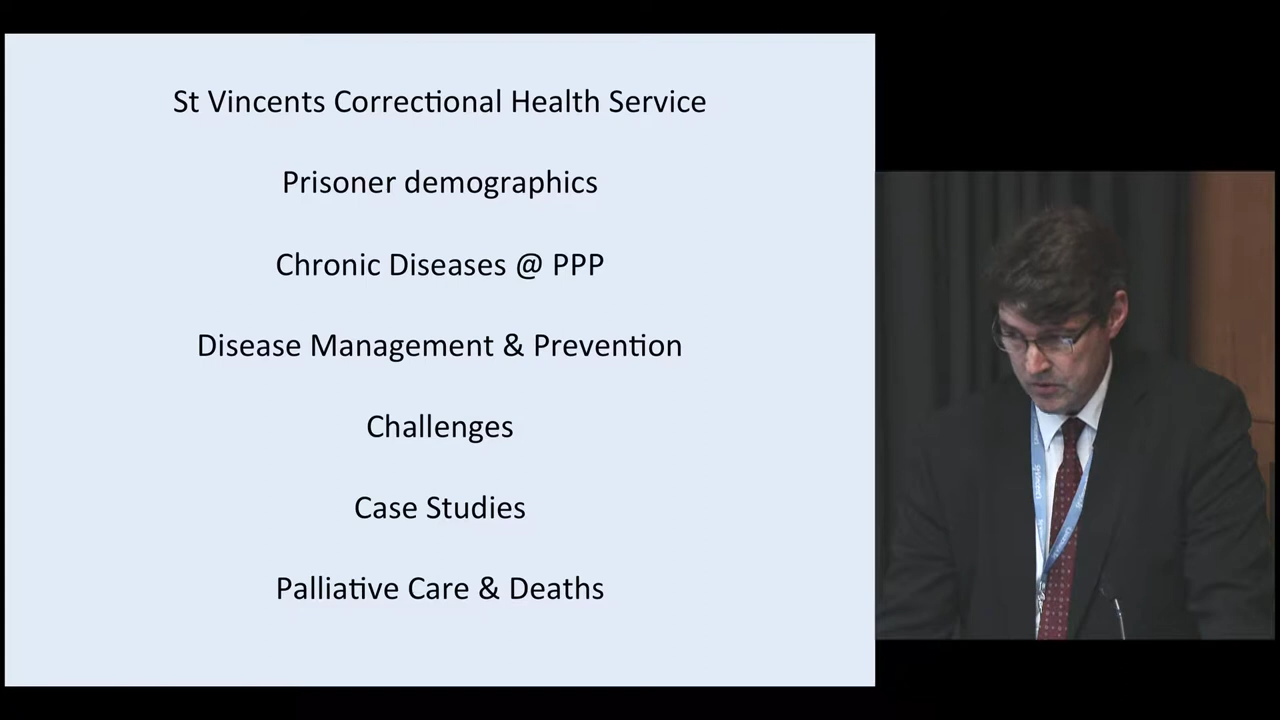 St Vincents Correctional Health Service
Prisoner demographics
Chronic Diseases @ PPP
Disease Management & Prevention
Challenges
Case Studies
Palliative Care & Deaths